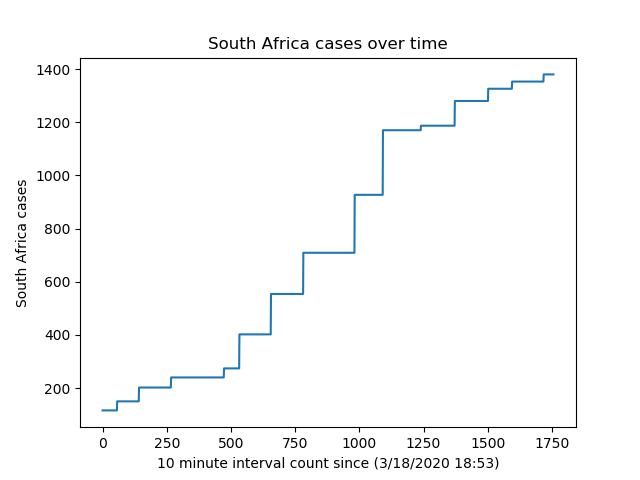 South Africa cases over time
1400
1200
1000
800
600
400
200
South Africa cases
0 250 500 750 1000 1250 1500 1750
10 minute interval count since (3/18/2020 18:53)